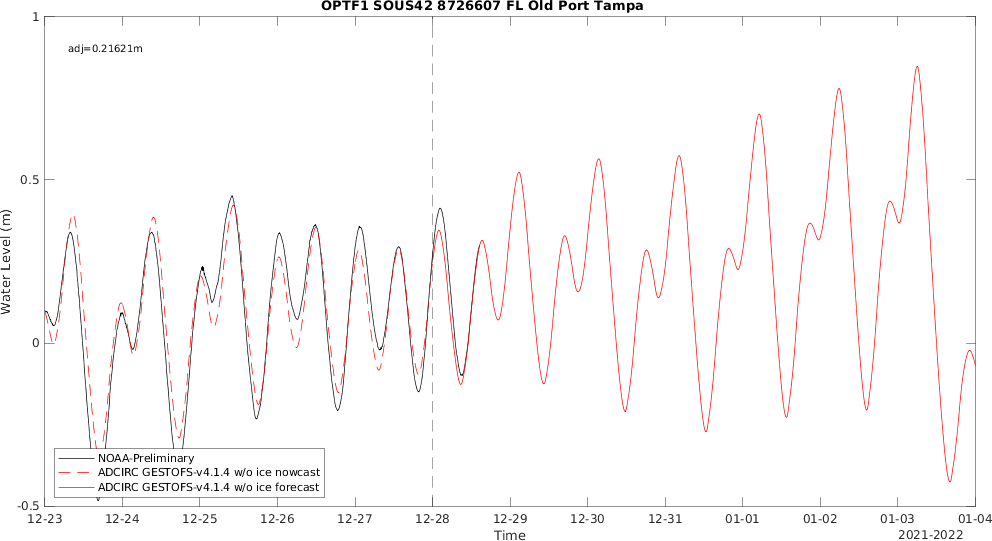 OPTF1 SOUS42 8726607 FL Old Port Tampa
1
adj=0.21621m
0.5
Water Level (m)
0
NOAA-Preliminary
ADCIRC GESTOFS-v4.1.4 w/o ice nowcast
ADCIRC GESTOFS-v4.1.4 w/o ice forecast
-0.5
12-23 12-24 12-25 12-26 12-27 12-28 12-29 12-30 12-31 01-01 01-02 01-03 01-04
Time
2021-2022